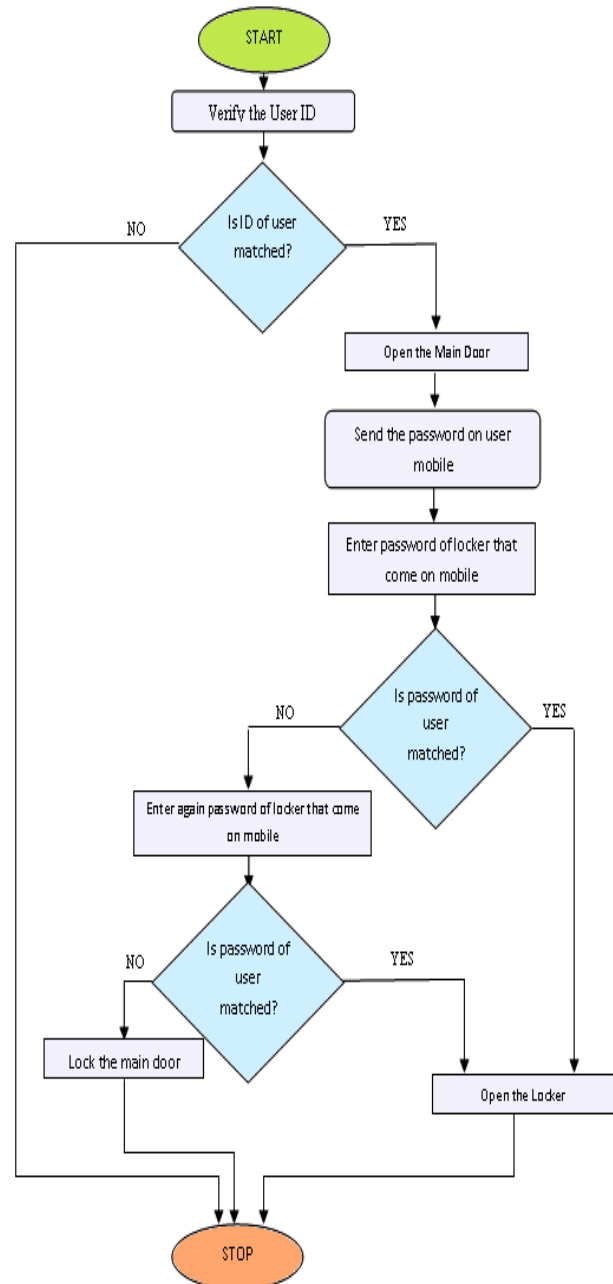 START
Verify the User ID
Is ID of user
matched?
NO
YES
Open the Main Door
Send the password on user
mobile
Enter password of locker that
come on mobile
Is password of
user
matched?
NO
YES
Enter again password of locker that come
on mobile
Is password of
user
matched?
NO
YES
Lock the main door
Open the Locker
STOP